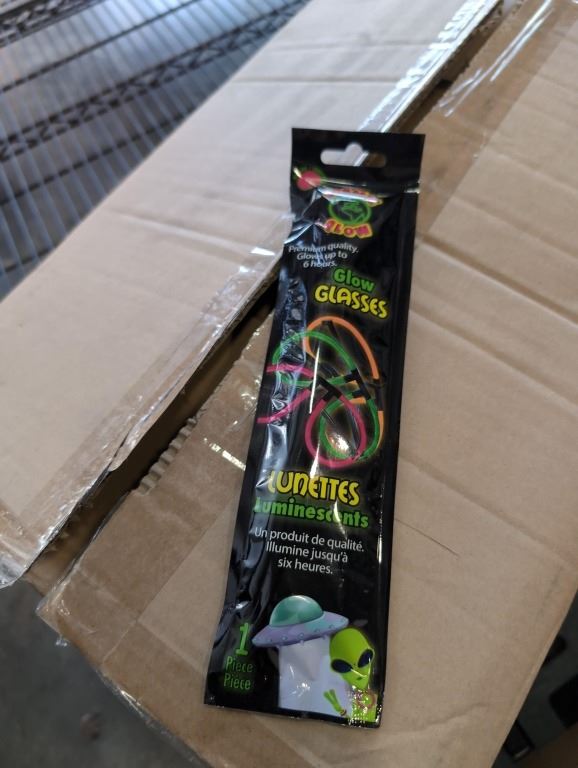 GLOW
Premium quality.
Glows up to
6 hours.
Glow
GLASSES
LUNETTES
Luminescents
Un produit de qualité.
Illumine jusqu'à
six heures.
1
Piece
Pièce